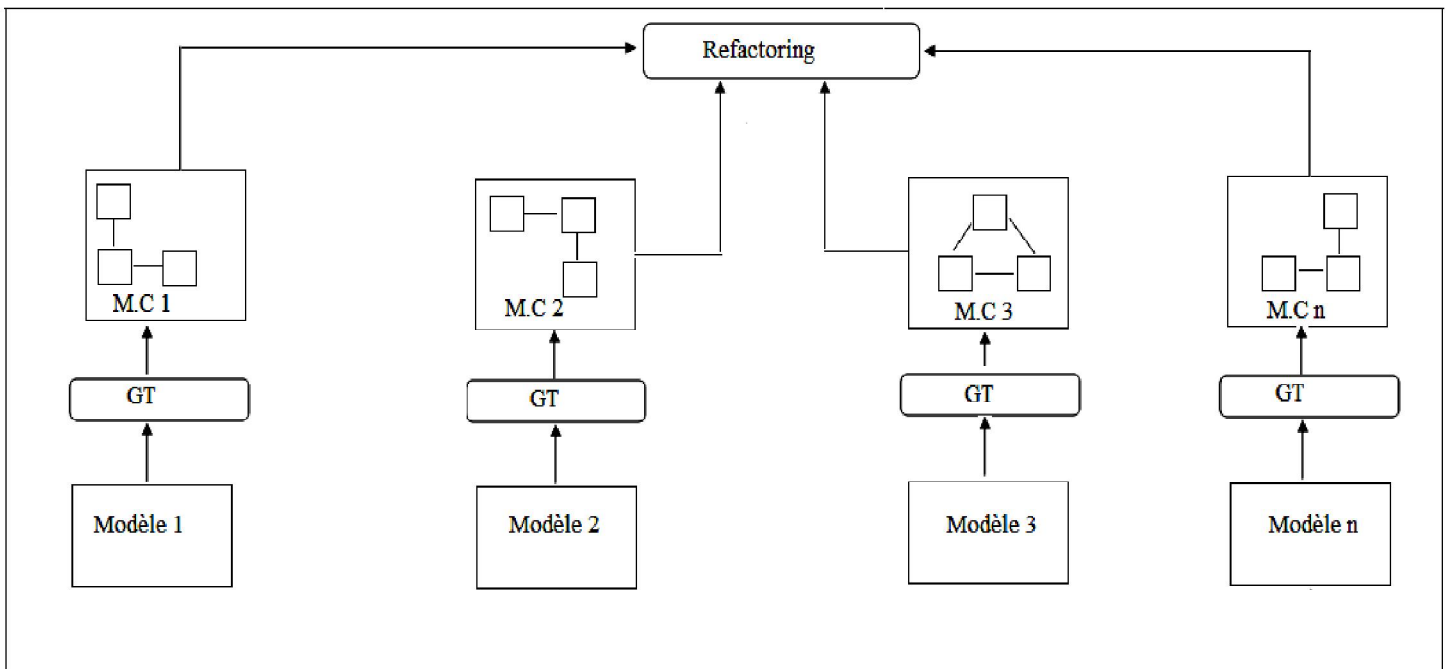 Refactoring
M.C 1
M.C 2
M.C 3
M.C n
GT
GT
GT
GT
Modèle 1
Modèle 2
Modèle 3
Modèle n